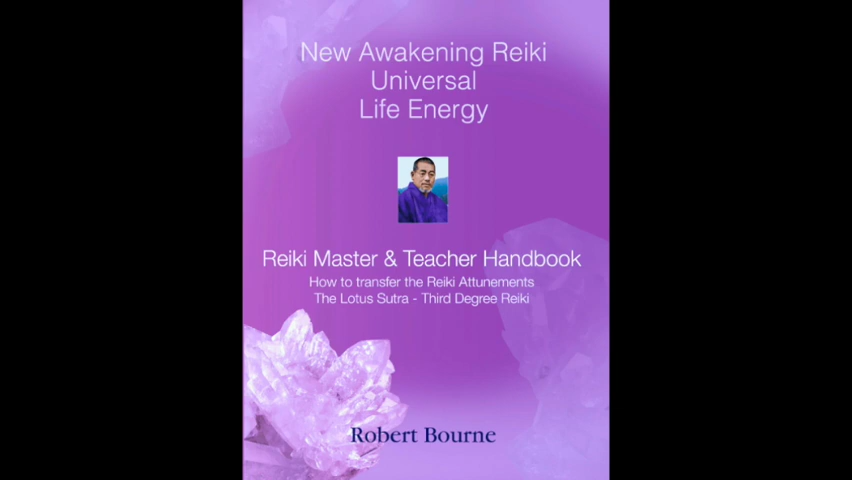 New Awakening Reiki
Universal
Life Energy
Reiki Master & Teacher Handbook
How to transfer the Reiki Attunements
The Lotus Sutra - Third Degree Reiki
Robert Bourne